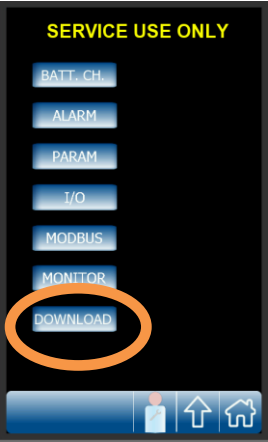 SERVICE USE ONLY
BATT. CH.
ALARM
PARAM
I/O
MODBUS
MONITOR
DOWNLOAD